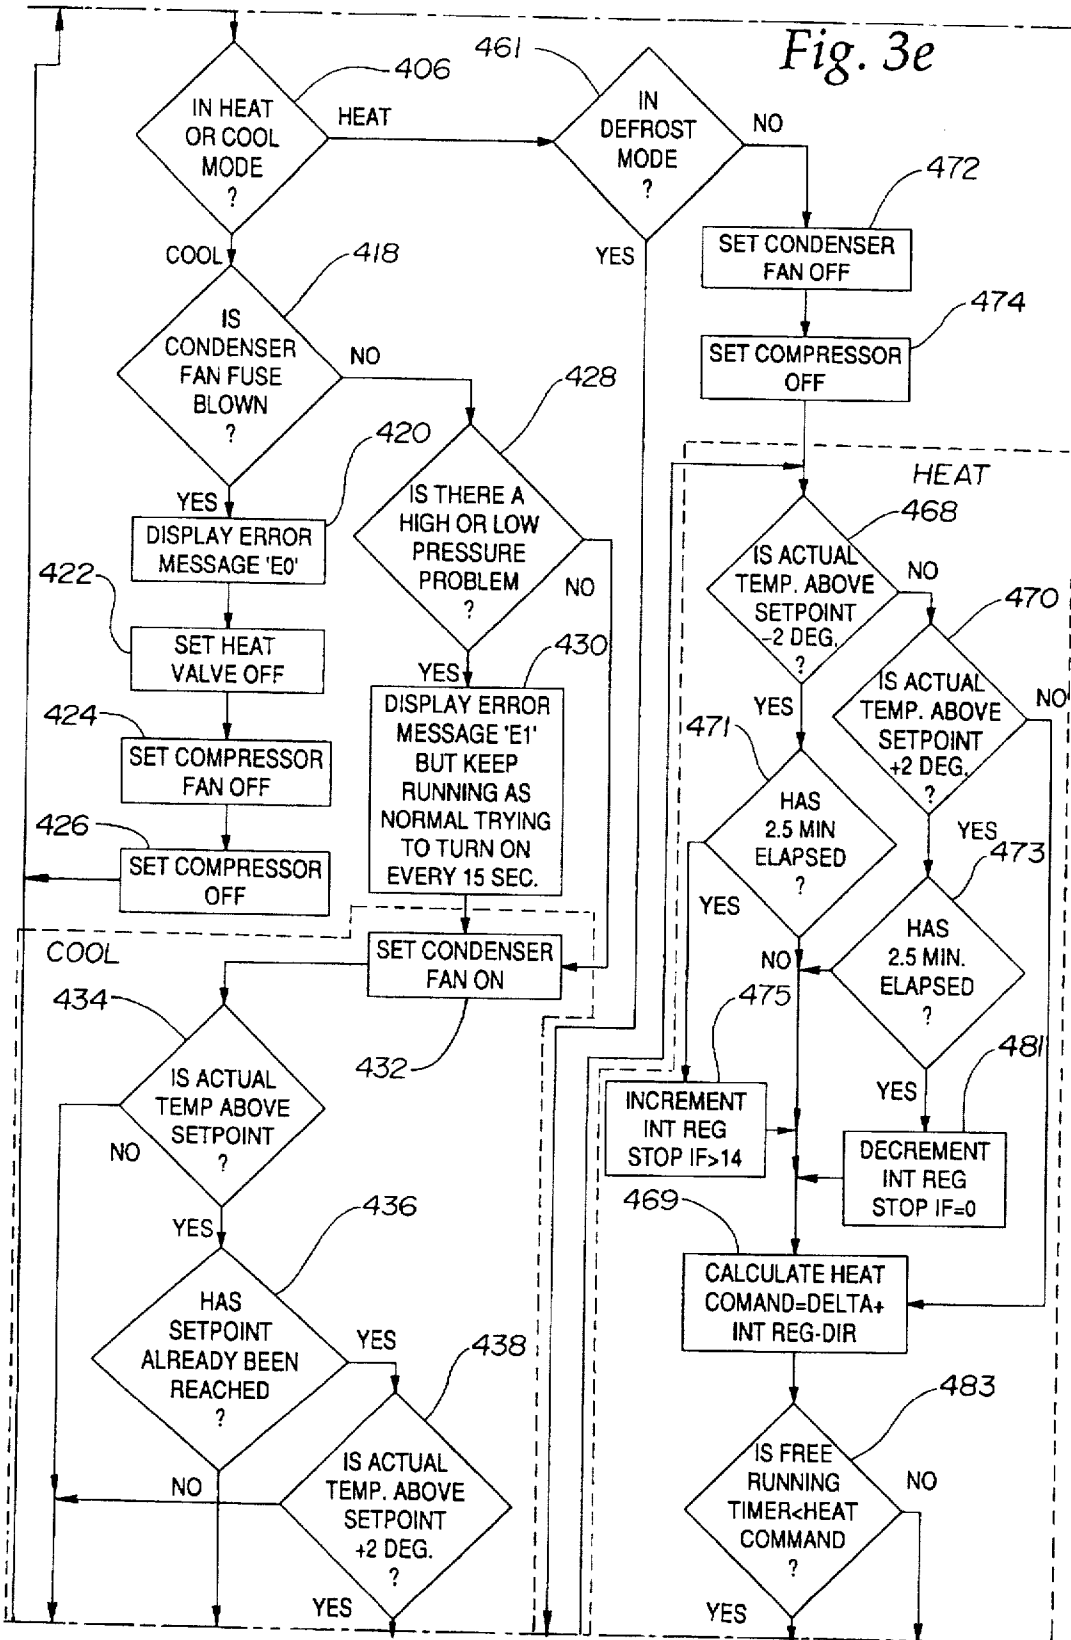 Fig. 3e
406
461
IN HEAT
OR COOL
MODE
?
HEAT
COOL
IN
DEFROST
MODE
?
NO
YES
472
SET CONDENSER
FAN OFF
474
SET COMPRESSOR
OFF
418
IS
CONDENSER
FAN FUSE
BLOWN
?
NO
YES
420
DISPLAY ERROR
MESSAGE 'E0'
422
SET HEAT
VALVE OFF
424
SET COMPRESSOR
FAN OFF
426
SET COMPRESSOR
OFF
428
IS THERE A
HIGH OR LOW
PRESSURE
PROBLEM
?
NO
YES
430
DISPLAY ERROR
MESSAGE 'E1'
BUT KEEP
RUNNING AS
NORMAL TRYING
TO TURN ON
EVERY 15 SEC.
COOL
SET CONDENSER
FAN ON
432
434
IS ACTUAL
TEMP ABOVE
SETPOINT
?
NO
YES
436
HAS
SETPOINT
ALREADY BEEN
REACHED
?
YES
NO
438
IS ACTUAL
TEMP. ABOVE
SETPOINT
+2 DEG.
?
YES
HEAT
468
IS ACTUAL
TEMP. ABOVE
SETPOINT
-2 DEG.
?
NO
YES
470
IS ACTUAL
TEMP. ABOVE
SETPOINT
+2 DEG.
?
NO
YES
471
HAS
2.5 MIN
ELAPSED
?
YES
NO
473
HAS
2.5 MIN.
ELAPSED
?
YES
475
INCREMENT
INT REG
STOP IF>14
481
DECREMENT
INT REG
STOP IF=0
469
CALCULATE HEAT
COMAND=DELTA+
INT REG-DIR
483
IS FREE
RUNNING
TIMER<HEAT
COMMAND
?
NO
YES